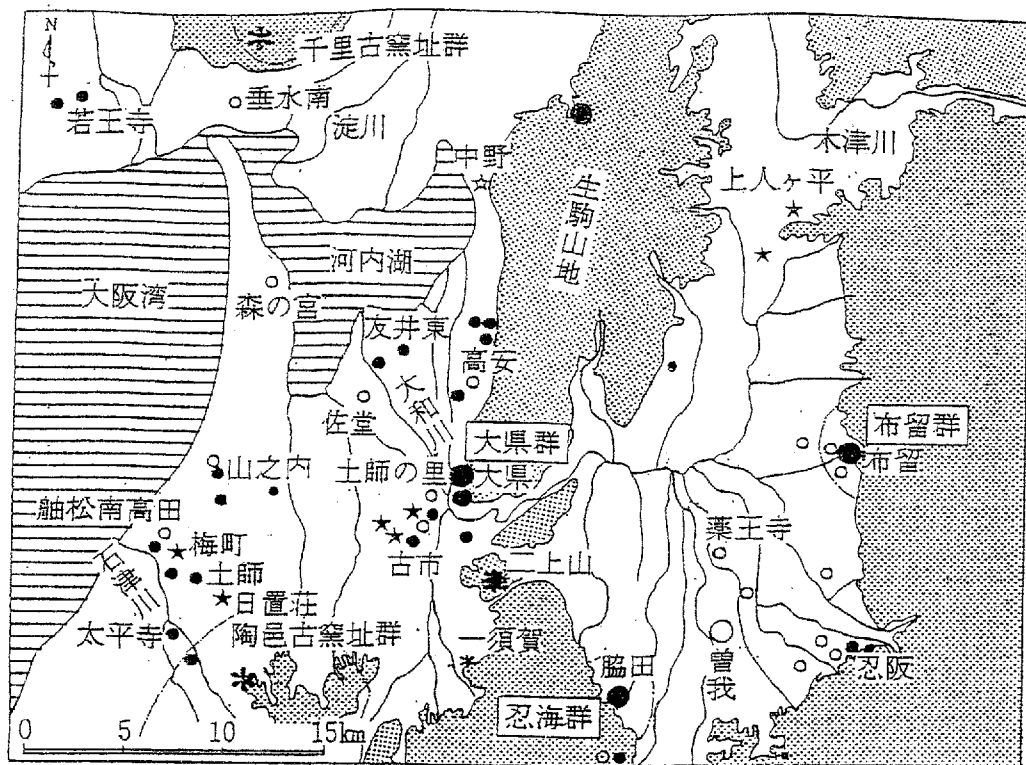 N
千里古窯址群
若王寺
垂水南
淀川
中野
木津川
上人ヶ平
生駒山地
河内湖
大阪湾
森の宮
友井東
高安
大和川
佐堂
大県群
布留群
布留
山之内
土師の里
大県
舳松南高田
梅町
古市
二上山
薬王寺
石津川
土師
日置荘
太平寺
陶邑古窯址群
一須賀
脇田
曽我
忍阪
忍海群
0 5 10 15km